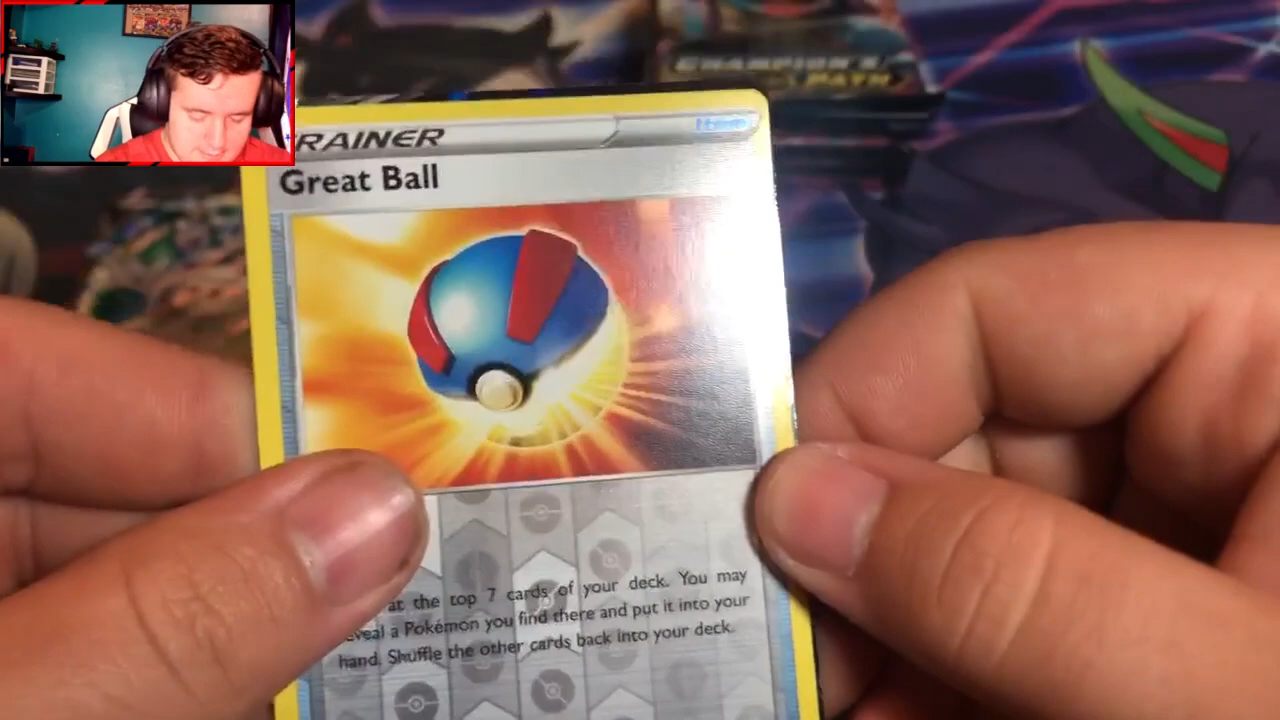 CHAMPION'S
PATH
RAINER
Item
Great Ball
at the top 7 cards of your deck. You may
eveal a Pokémon you find there and put it into your
hand. Shuffle the other cards back into your deck.